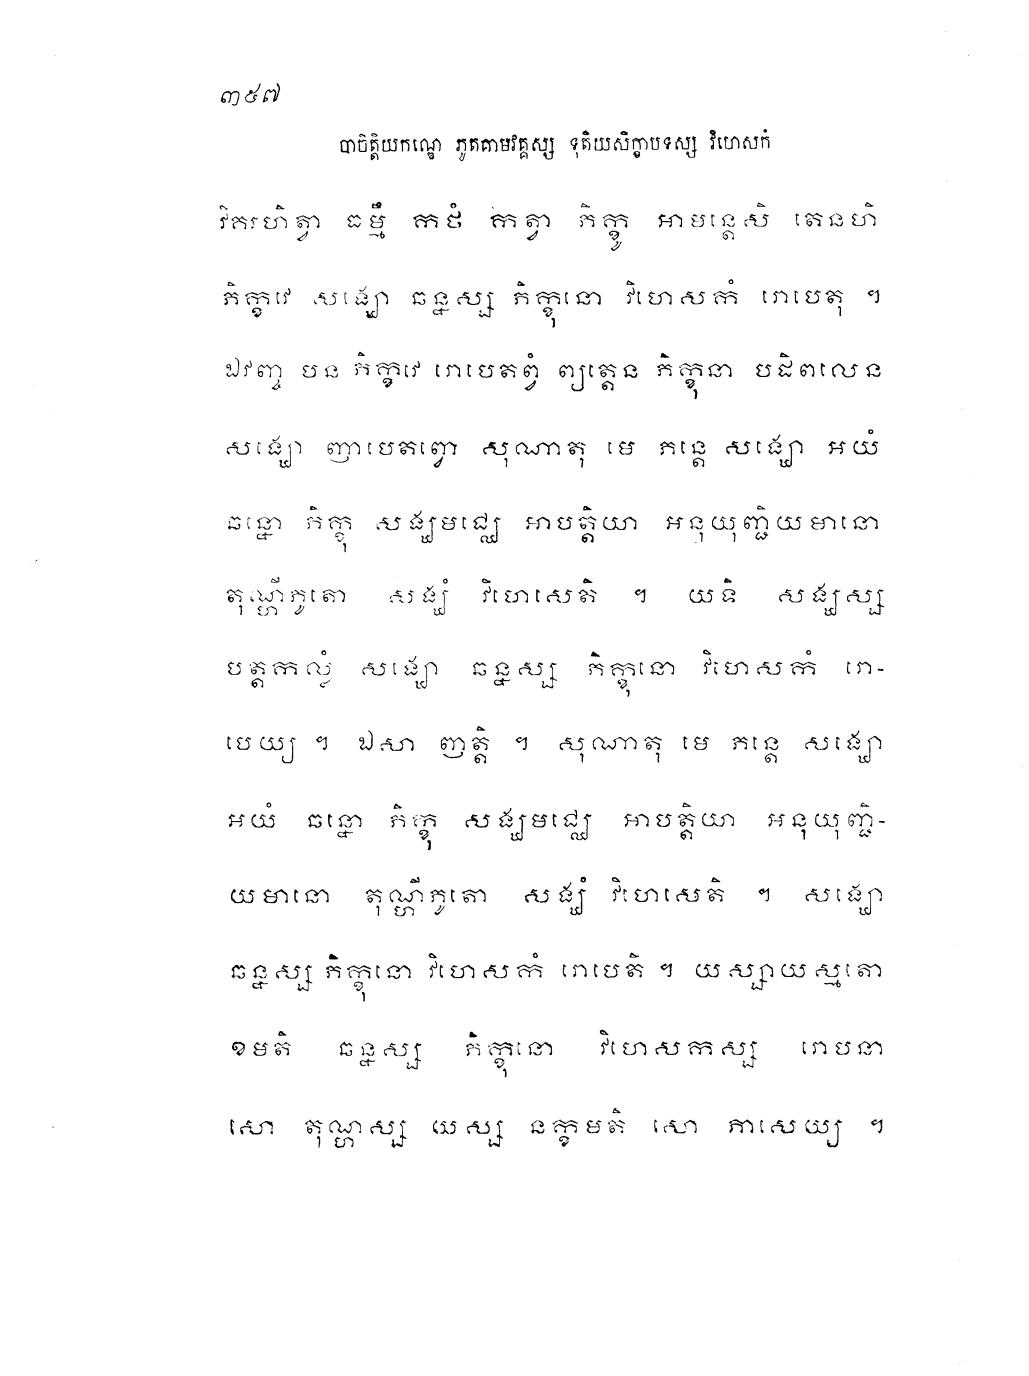 ៣៥៧
បាចិត្តិយកណ្ឌេ ភូតគាមវគ្គស្ស ទុតិយសិក្ខាបទស្ស វិហេសកំ
វិគរហិត្វា ធម្មឹ កថំ កត្វា ភិក្ខូ អាមន្តេសិ តេនហិ
ភិក្ខវេ សង្ឃោ ឆន្នស្ស ភិក្ខុនោ វិហេសកំ រោបេតុ ។
ឯវញ្ច បន ភិក្ខវេ រោបេតព្វំ ព្យត្តេន ភិក្ខុនា បដិពលេន
សង្ឃោ ញាបេតព្វោ សុណាតុ មេ ភន្តេ សង្ឃោ អយំ
ឆន្នោ ភិក្ខុ សង្ឃមជ្ឈេ អាបត្តិយា អនុយុញ្ជិយមានោ
តុណ្ហីភូតោ សង្ឃំ វិហេសេតិ ។ យទិ សង្ឃស្ស
បត្តកល្លំ សង្ឃោ ឆន្នស្ស ភិក្ខុនោ វិហេសកំ រោ-
បេយ្យ ។ ឯសា ញត្តិ ។ សុណាតុ មេ ភន្តេ សង្ឃោ
អយំ ឆន្នោ ភិក្ខុ សង្ឃមជ្ឈេ អាបត្តិយា អនុយុញ្ជិ-
យមានោ តុណ្ហីភូតោ សង្ឃំ វិហេសេតិ ។ សង្ឃោ
ឆន្នស្ស ភិក្ខុនោ វិហេសកំ រោបេតិ ។ យស្សាយស្មតោ
ខមតិ ឆន្នស្ស ភិក្ខុនោ វិហេសកស្ស រោបនា
សោ តុណ្ហស្ស យស្ស នក្ខមតិ សោ ភាសេយ្យ ។